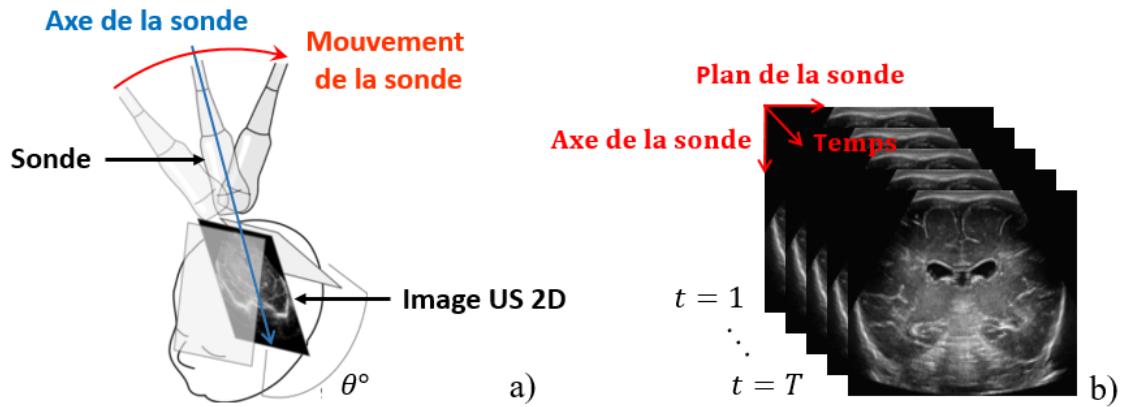 Axe de la sonde
Mouvement
de la sonde
Sonde
Image US 2D
θ°
a)
Plan de la sonde
Axe de la sonde
Temps
t = 1
⋱
t = T
b)